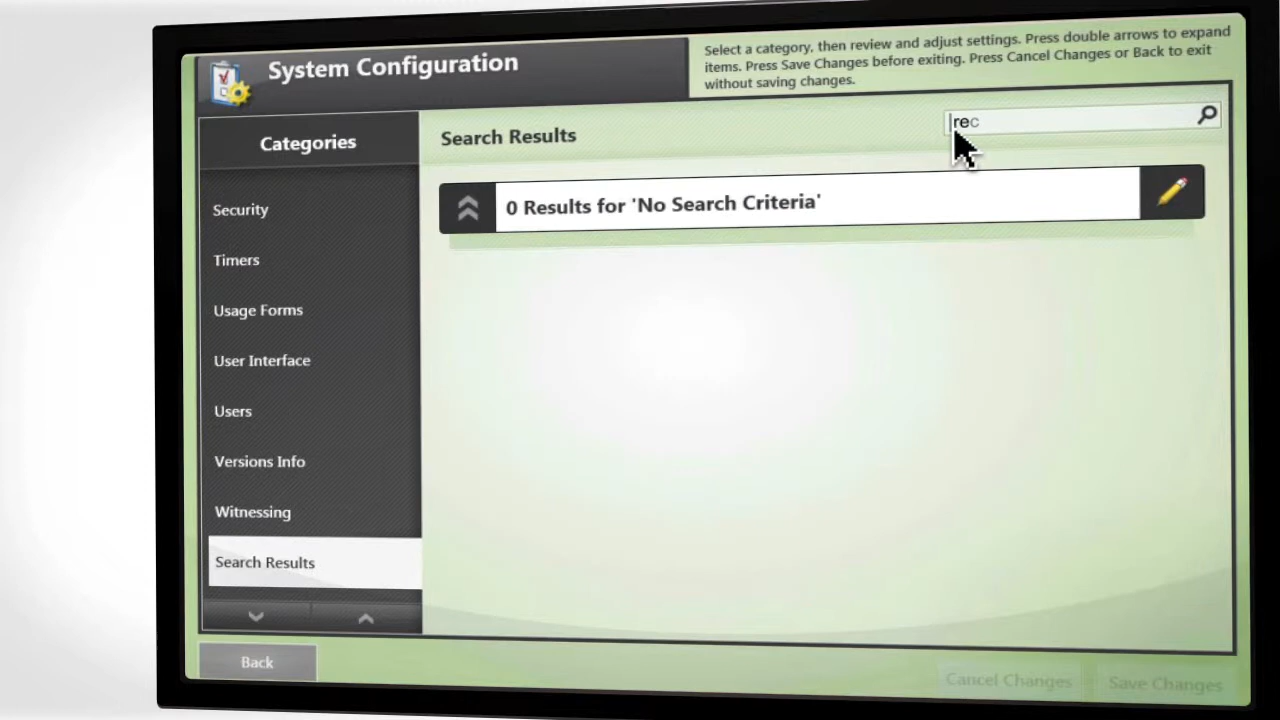 System Configuration
Select a category, then review and adjust settings. Press double arrows to expand
items. Press Save Changes before exiting. Press Cancel Changes or Back to exit
without saving changes.
Categories
Search Results
rec
0 Results for 'No Search Criteria'
Security
Timers
Usage Forms
User Interface
Users
Versions Info
Witnessing
Search Results
Back
Cancel Changes
Save Changes